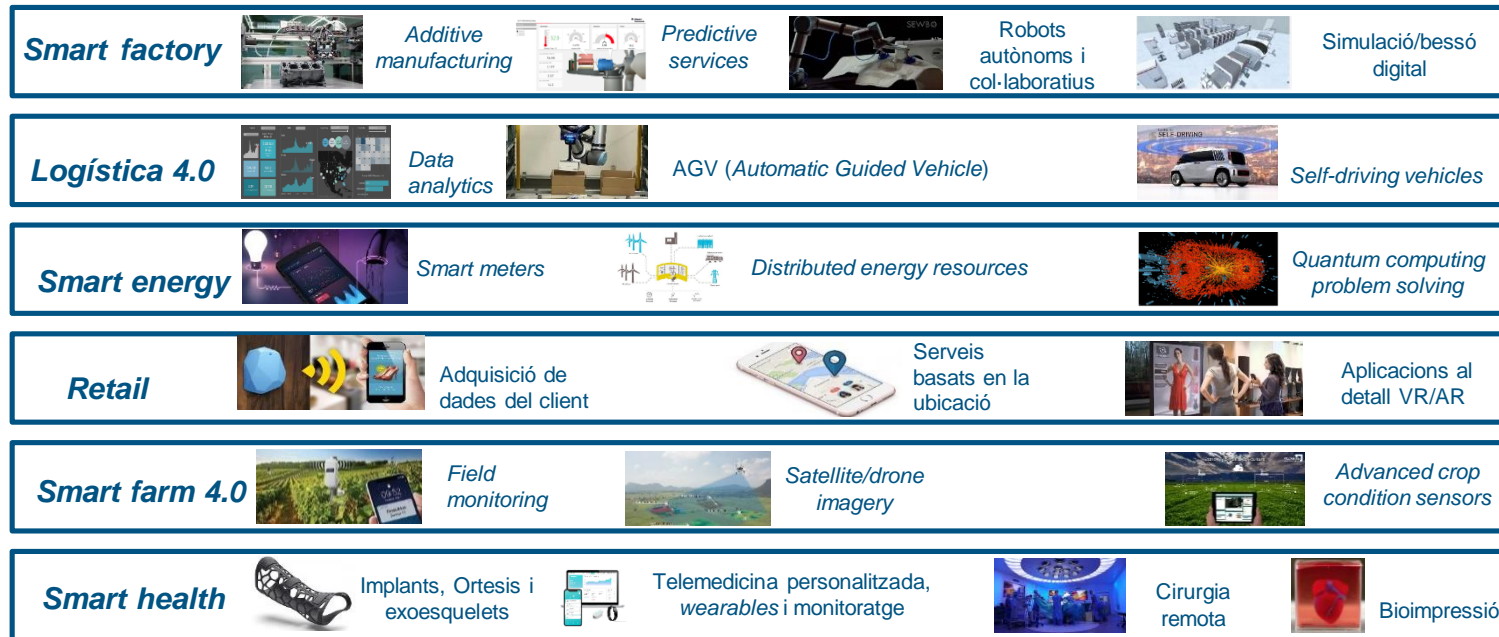 Smart factory
Additive
manufacturing
Predictive
services
SEW3D
Robots
autònoms i
col·laboratius
Simulació/bessó
digital
Logística 4.0
Data
analytics
AGV (Automatic Guided Vehicle)
SELF-DRIVING
Self-driving vehicles
Smart energy
Smart meters
Distributed energy resources
Quantum computing
problem solving
Retail
Adquisició de
dades del client
Serveis
basats en la
ubicació
Aplicacions al
detall VR/AR
Smart farm 4.0
Field
monitoring
Satellite/drone
imagery
Advanced crop
condition sensors
Smart health
Implants, Ortesis i
exoesquelets
Telemedicina personalitzada,
wearables i monitoratge
Cirurgia
remota
Bioimpressió